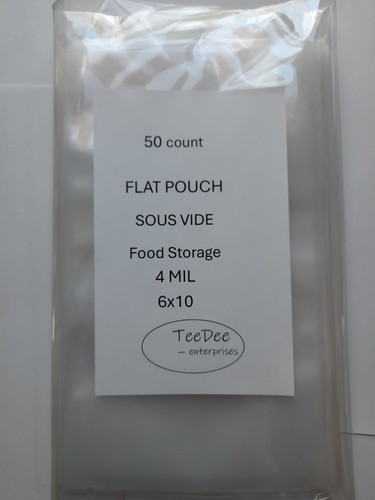 50 count
FLAT POUCH
SOUS VIDE
Food Storage
4 MIL
6x10
TeeDee
— enterprises